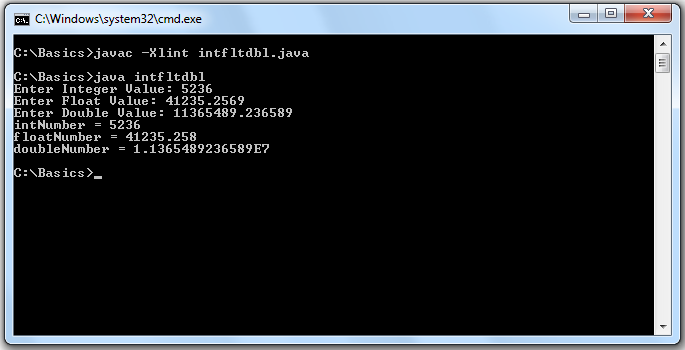 C:\Windows\system32\cmd.exe
C:\Basics>javac -Xlint intfltdbl.java
C:\Basics>java intfltdbl
Enter Integer Value: 5236
Enter Float Value: 41235.2569
Enter Double Value: 11365489.236589
intNumber = 5236
floatNumber = 41235.258
doubleNumber = 1.1365489236589E7
C:\Basics>_